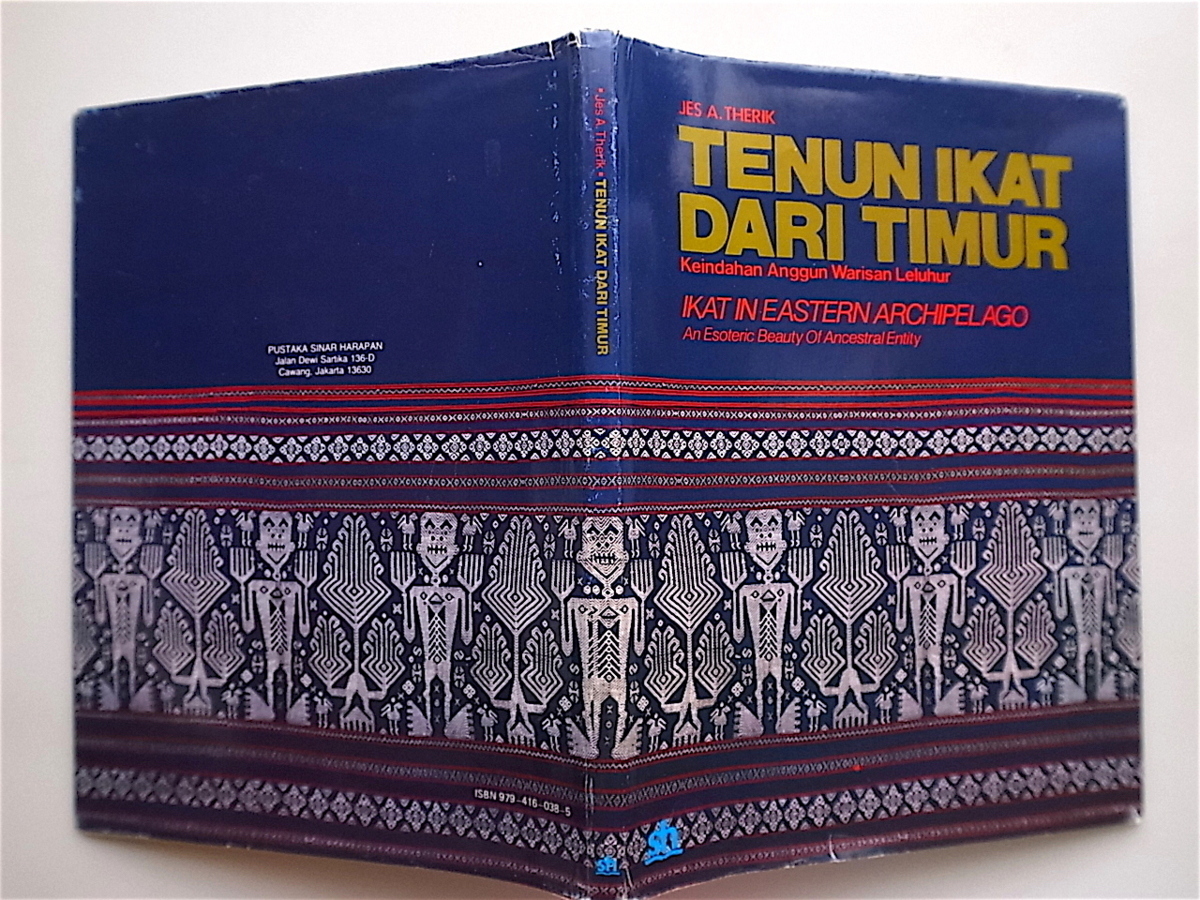 PUSTAKA SINAR HARAPAN
Jalan Dewi Sartika 136-D
Cawang, Jakarta 13630
ISBN 979-416-038-5
• Jes A. Therik • TENUN IKAT DARI TIMUR
SH
JES A. THERIK
TENUN IKAT
DARI TIMUR
Keindahan Anggun Warisan Leluhur
IKAT IN EASTERN ARCHIPELAGO
An Esoteric Beauty Of Ancestral Entity
sh